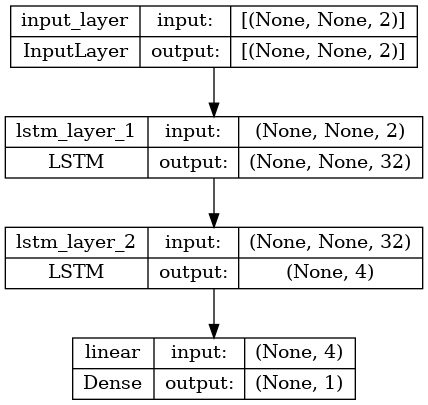 input_layer input: [(None, None, 2)]
InputLayer output: [(None, None, 2)]
lstm_layer_1 input: (None, None, 2)
LSTM output: (None, None, 32)
lstm_layer_2 input: (None, None, 32)
LSTM output: (None, 4)
linear input: (None, 4)
Dense output: (None, 1)